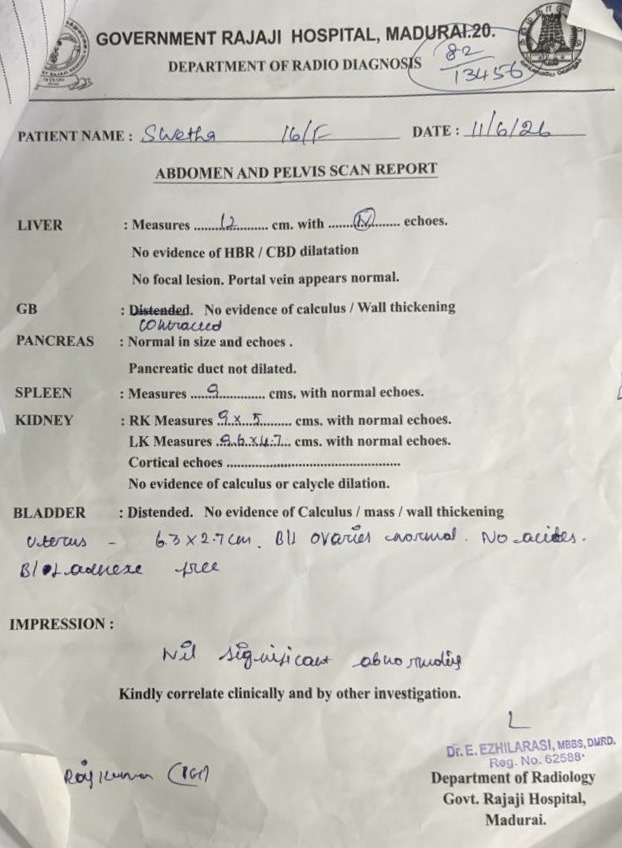 GOVERNMENT RAJAJI HOSPITAL, MADURAI.20.
DEPARTMENT OF RADIO DIAGNOSIS
82
13456
PATIENT NAME : Swetha 16/F DATE : 11/6/26
ABDOMEN AND PELVIS SCAN REPORT
LIVER : Measures ........12.......... cm. with .......N........ echoes.
No evidence of HBR / CBD dilatation
No focal lesion. Portal vein appears normal.
GB : Distended. No evidence of calculus / Wall thickening
contracted
PANCREAS : Normal in size and echoes .
Pancreatic duct not dilated.
SPLEEN : Measures .....9.............. cms. with normal echoes.
KIDNEY : RK Measures 9 x 5 ......... cms. with normal echoes.
LK Measures .9.6 x 4.7... cms. with normal echoes.
Cortical echoes ................................................
No evidence of calculus or calycle dilation.
BLADDER : Distended. No evidence of Calculus / mass / wall thickening
Uterus - 6.3 x 2.7 cm. B/L ovaries normal. No acites.
B/L adnexe free
IMPRESSION :
Nil significant abnormality
Kindly correlate clinically and by other investigation.
Dr. E. EZHILARASI, MBBS, DMRD.
Reg. No. 62588
Rajkumar
Department of Radiology
Govt. Rajaji Hospital,
Madurai.